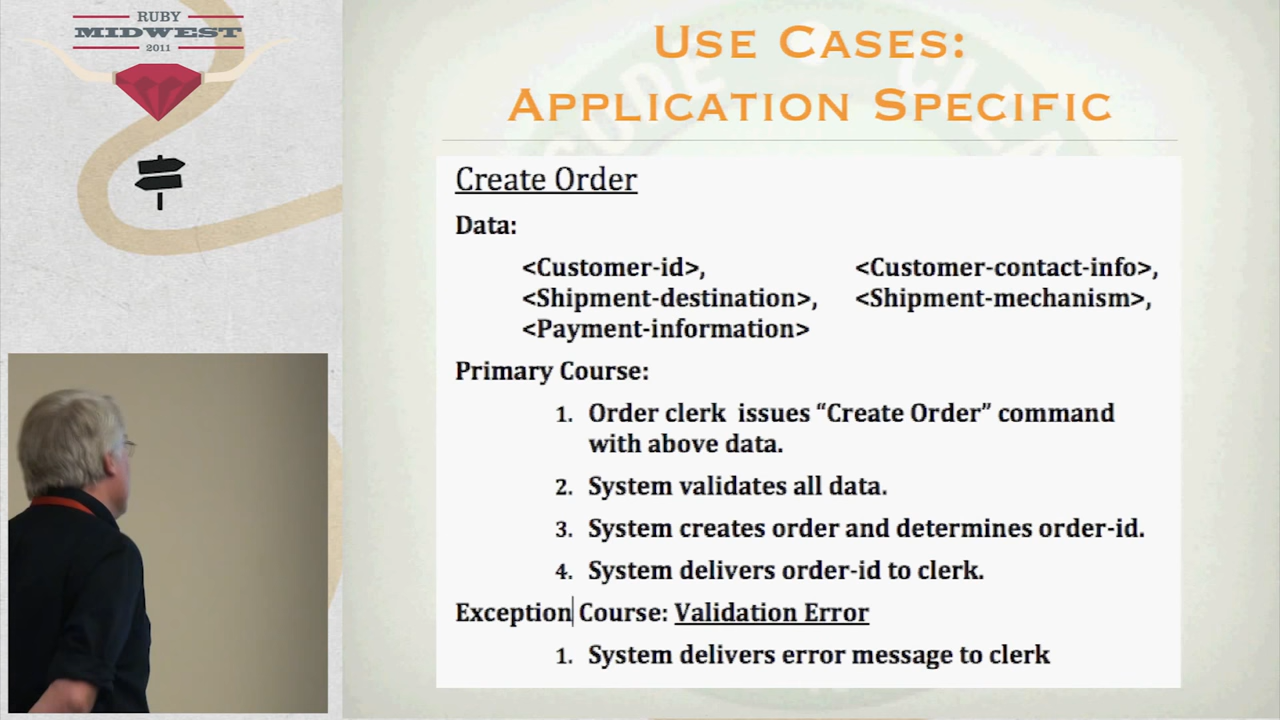 RUBY
MIDWEST
2011
USE CASES:
APPLICATION SPECIFIC
Create Order
Data:
<Customer-id>, <Customer-contact-info>,
<Shipment-destination>, <Shipment-mechanism>,
<Payment-information>
Primary Course:
1. Order clerk issues “Create Order” command
with above data.
2. System validates all data.
3. System creates order and determines order-id.
4. System delivers order-id to clerk.
Exception Course: Validation Error
1. System delivers error message to clerk